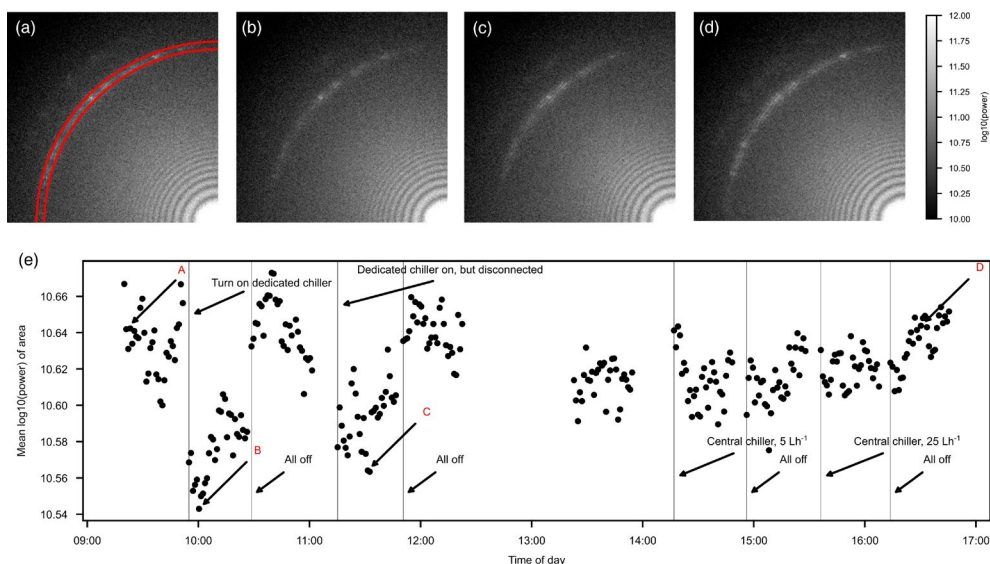 (a)
(b)
(c)
(d)
12.00
11.75
11.50
11.25
11.00
10.75
10.50
10.25
10.00
log10(power)
(e)
A
Turn on dedicated chiller
Dedicated chiller on, but disconnected
D
10.66
10.64
10.62
10.60
10.58
10.56
10.54
Mean log10(power) of area
B
All off
C
All off
Central chiller, 5 Lh⁻¹
All off
Central chiller, 25 Lh⁻¹
All off
09:00 10:00 11:00 12:00 13:00 14:00 15:00 16:00 17:00
Time of day